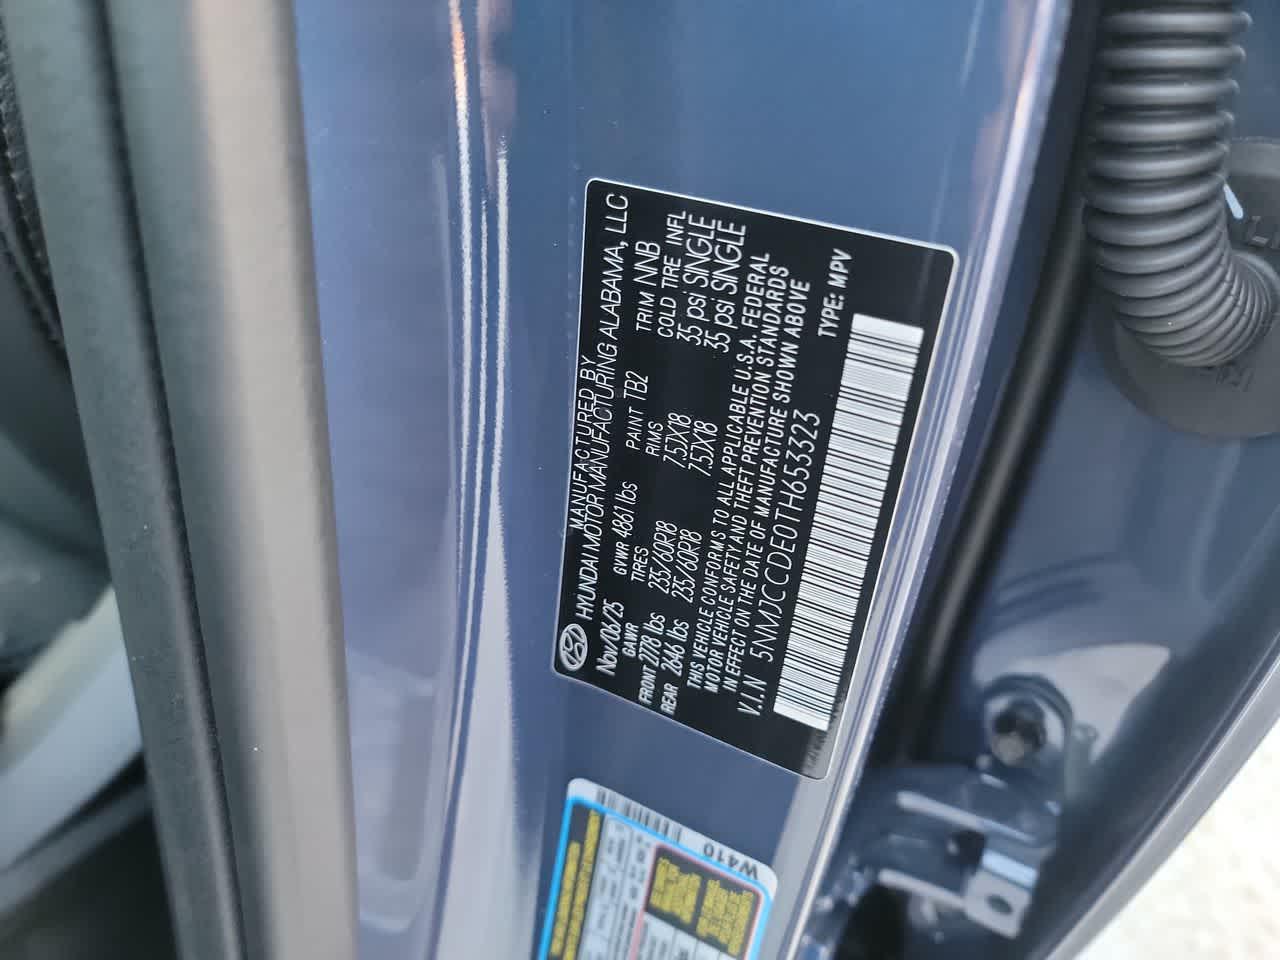 MANUFACTURED BY
HYUNDAI MOTOR MANUFACTURING ALABAMA, LLC
Nov/06/25 GVWR 4861 lbs PAINT TB2 TRIM NNB
GAWR TIRES RIMS COLD TIRE INFL
FRONT 2778 lbs 235/60R18 7.5JX18 35 psi SINGLE
REAR 2646 lbs 235/60R18 7.5JX18 35 psi SINGLE
THIS VEHICLE CONFORMS TO ALL APPLICABLE U.S.A. FEDERAL
MOTOR VEHICLE SAFETY AND THEFT PREVENTION STANDARDS
IN EFFECT ON THE DATE OF MANUFACTURE SHOWN ABOVE
V.I.N 5NMJCCDE0TH653323 TYPE: MPV
W410